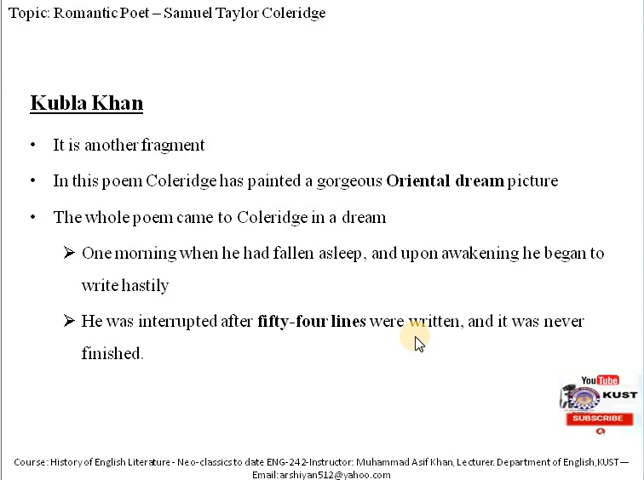 Topic: Romantic Poet – Samuel Taylor Coleridge
Kubla Khan
• It is another fragment
• In this poem Coleridge has painted a gorgeous Oriental dream picture
• The whole poem came to Coleridge in a dream
➢ One morning when he had fallen asleep, and upon awakening he began to
write hastily
➢ He was interrupted after fifty-four lines were written, and it was never
finished.
YouTube
KUST
SUBSCRIBE
Course: History of English Literature - Neo-classics to date ENG-242-Instructor: Muhammad Asif Khan, Lecturer. Department of English,KUST—
Email:arshiyan512@yahoo.com